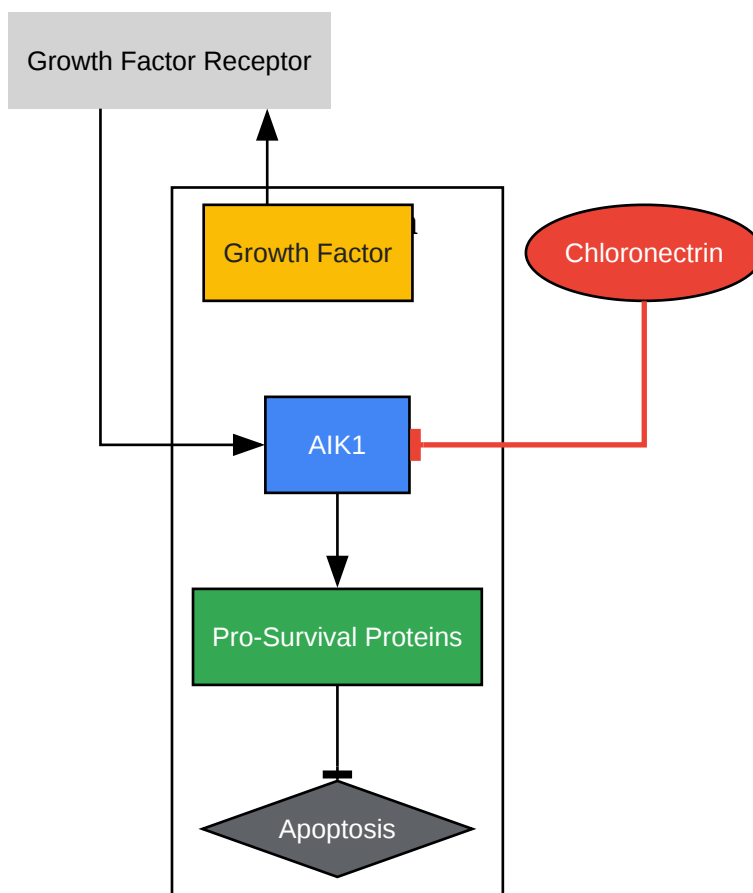 Growth Factor Receptor
Growth Factor
Chloronectrin
AIK1
Pro-Survival Proteins
Apoptosis